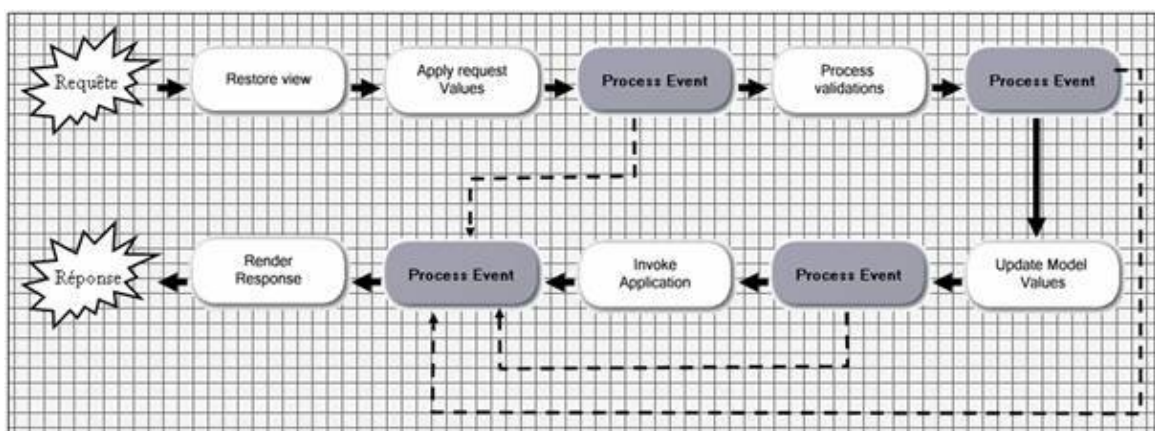 Requête
Restore view
Apply request
Values
Process Event
Process
validations
Process Event
Réponse
Render
Response
Process Event
Invoke
Application
Process Event
Update Model
Values